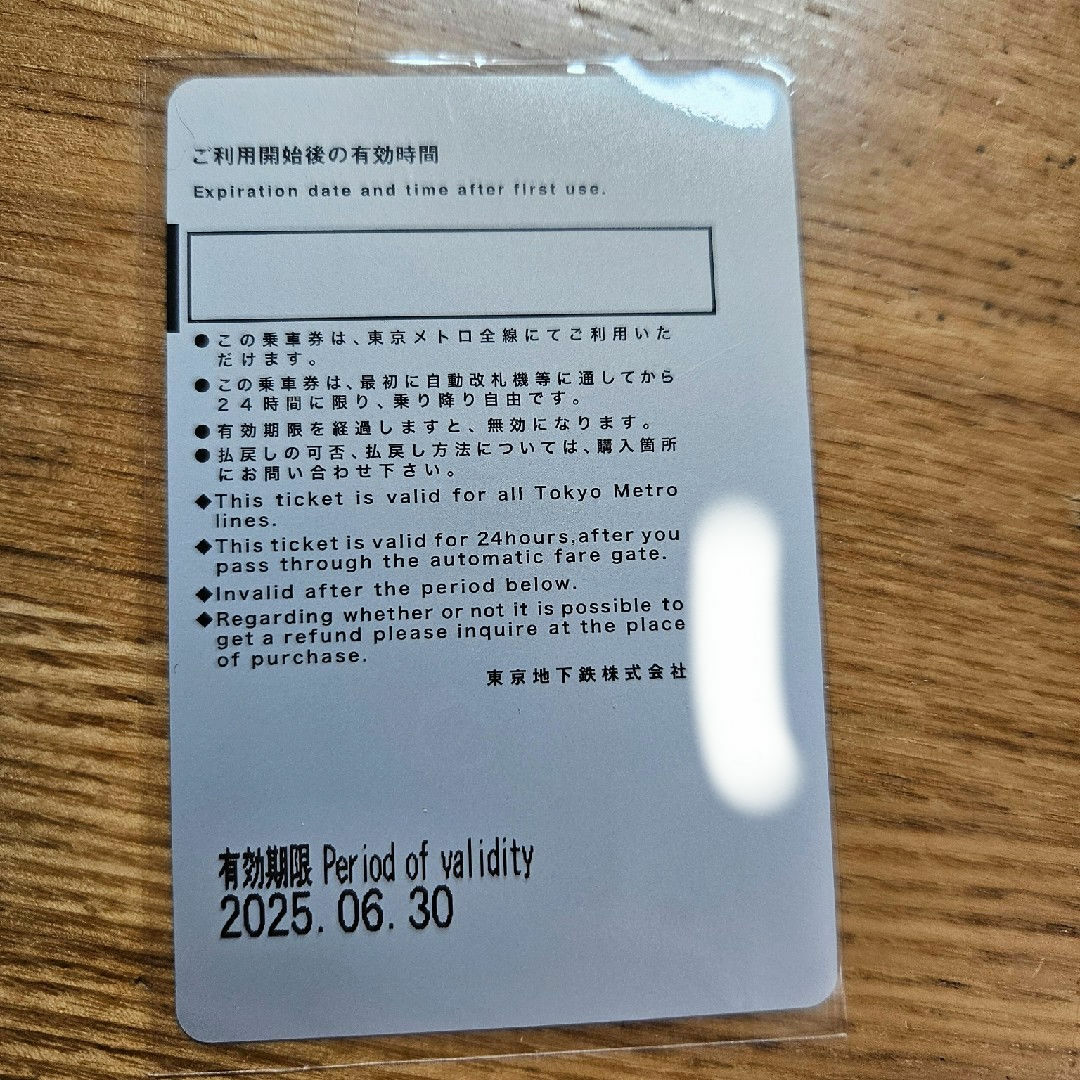 ご利用開始後の有効時間
Expiration date and time after first use.
●この乗車券は、東京メトロ全線にてご利用いた
だけます。
●この乗車券は、最初に自動改札機等に通してから
24時間に限り、乗り降り自由です。
●有効期限を経過しますと、無効になります。
●払戻しの可否、払戻し方法については、購入箇所
にお問い合わせ下さい。
◆This ticket is valid for all Tokyo Metro
lines.
◆This ticket is valid for 24hours,after you
pass through the automatic fare gate.
◆Invalid after the period below.
◆Regarding whether or not it is possible to
get a refund please inquire at the place
of purchase.
東京地下鉄株式会社
有効期限 Period of validity
2025.06.30